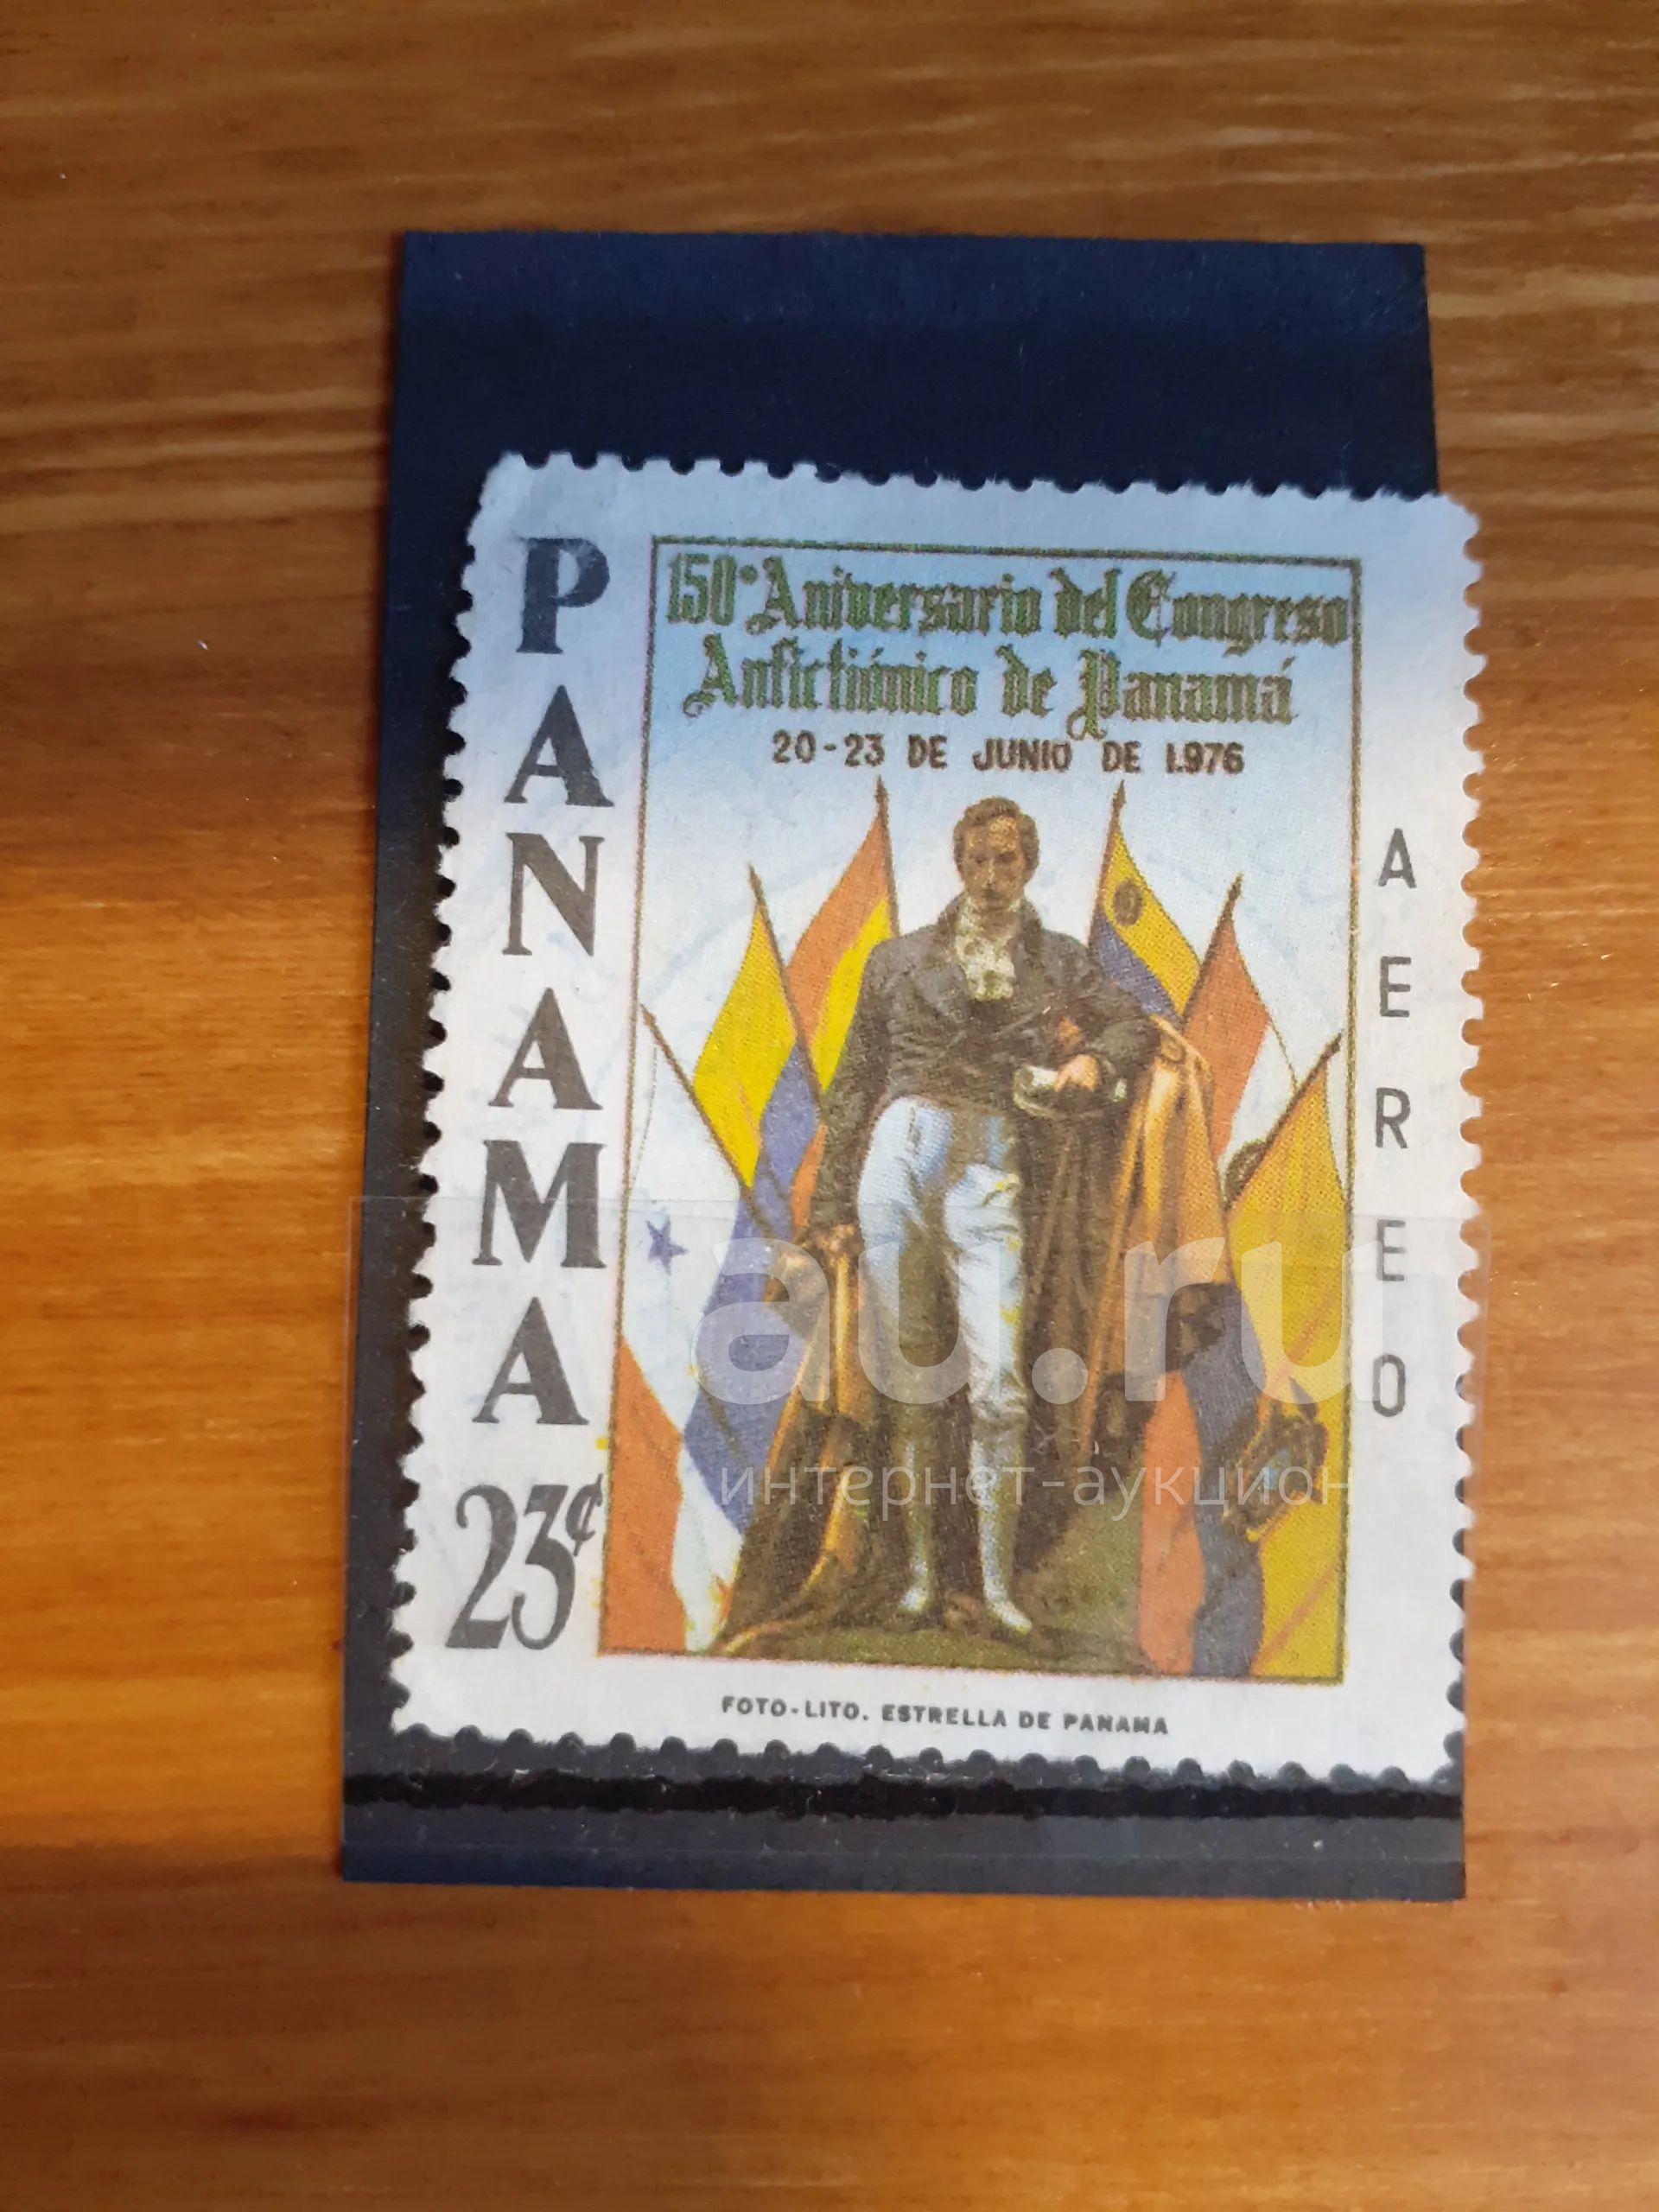 PANAMA
150° Aniversario del Congreso
Anfictiónico de Panamá
20-23 DE JUNIO DE 1.976
AEREO
23¢
FOTO-LITO. ESTRELLA DE PANAMA
au.ru
интернет-аукцион